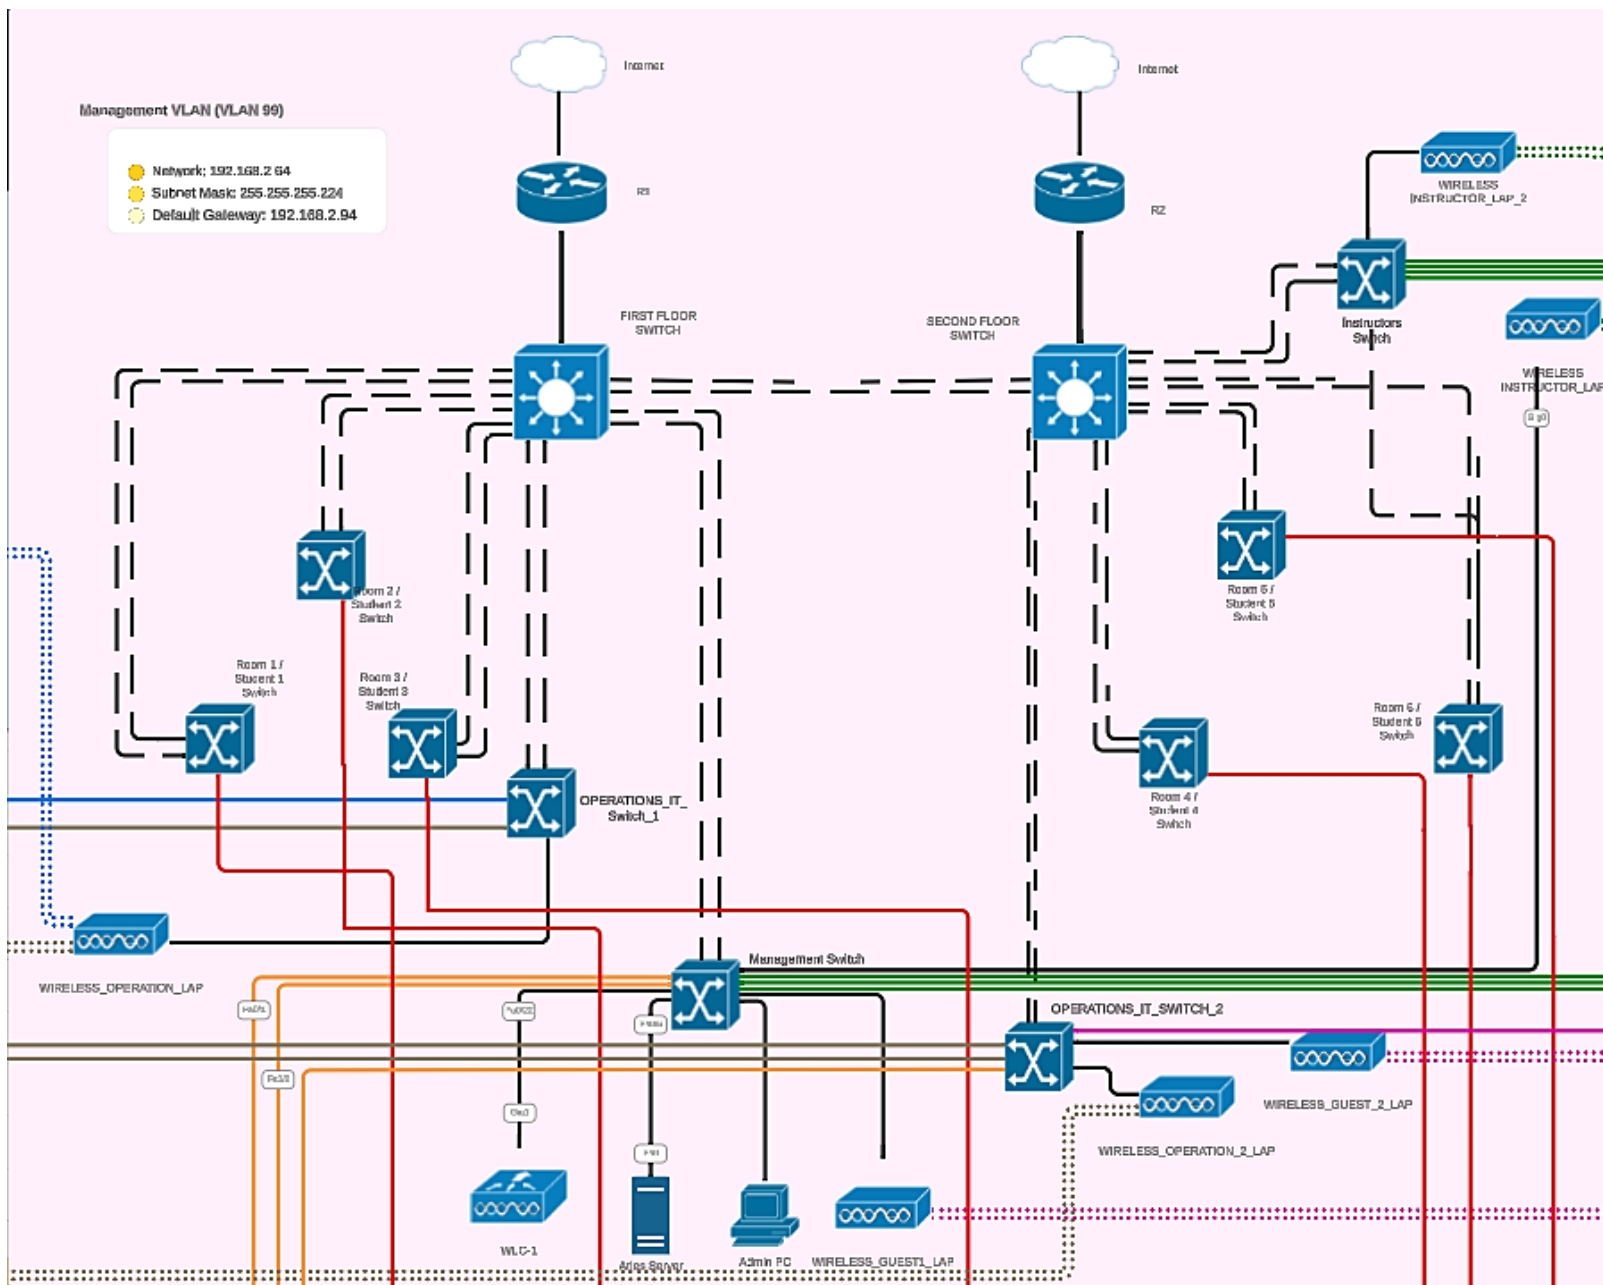 Internet
Internet
Management VLAN (VLAN 99)
Network; 192.168.2 64
Subnet Mask; 255.255.255.224
Default Gateway: 192.168.2.94
R2
WIRELESS
INSTRUCTOR_LAP_2
FIRST FLOOR
SWITCH
SECOND FLOOR
SWITCH
Instructors
Switch
WIRELESS
INSTRUCTOR_LAP
Room 2 /
Student 2
Switch
Room 1 /
Student 1
Switch
Room 3 /
Student 3
Switch
Student 5
Switch
Room 6 /
Student 6
Switch
Room 4 /
Student 4
Switch
OPERATIONS_IT_
Switch_1
WIRELESS_OPERATION_LAP
Management Switch
OPERATIONS_IT_SWITCH_2
WIRELESS_GUEST_2_LAP
WIRELESS_OPERATION_2_LAP
WLC-1
Server
Admin PC
WIRELESS_GUEST1_LAP